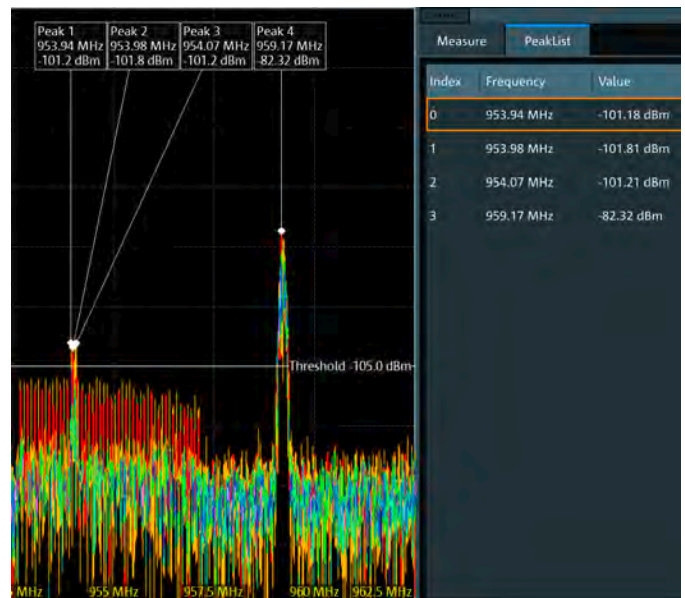 Peak 1
953.94 MHz
-101.2 dBm
Peak 2
953.98 MHz
-101.8 dBm
Peak 3
954.07 MHz
-101.2 dBm
Peak 4
959.17 MHz
-82.32 dBm
Threshold -105.0 dBm
MHz
955 MHz
957.5 MHz
960 MHz
962.5 MHz
Measure PeakList
Index Frequency Value
0 953.94 MHz -101.18 dBm
1 953.98 MHz -101.81 dBm
2 954.07 MHz -101.21 dBm
3 959.17 MHz -82.32 dBm